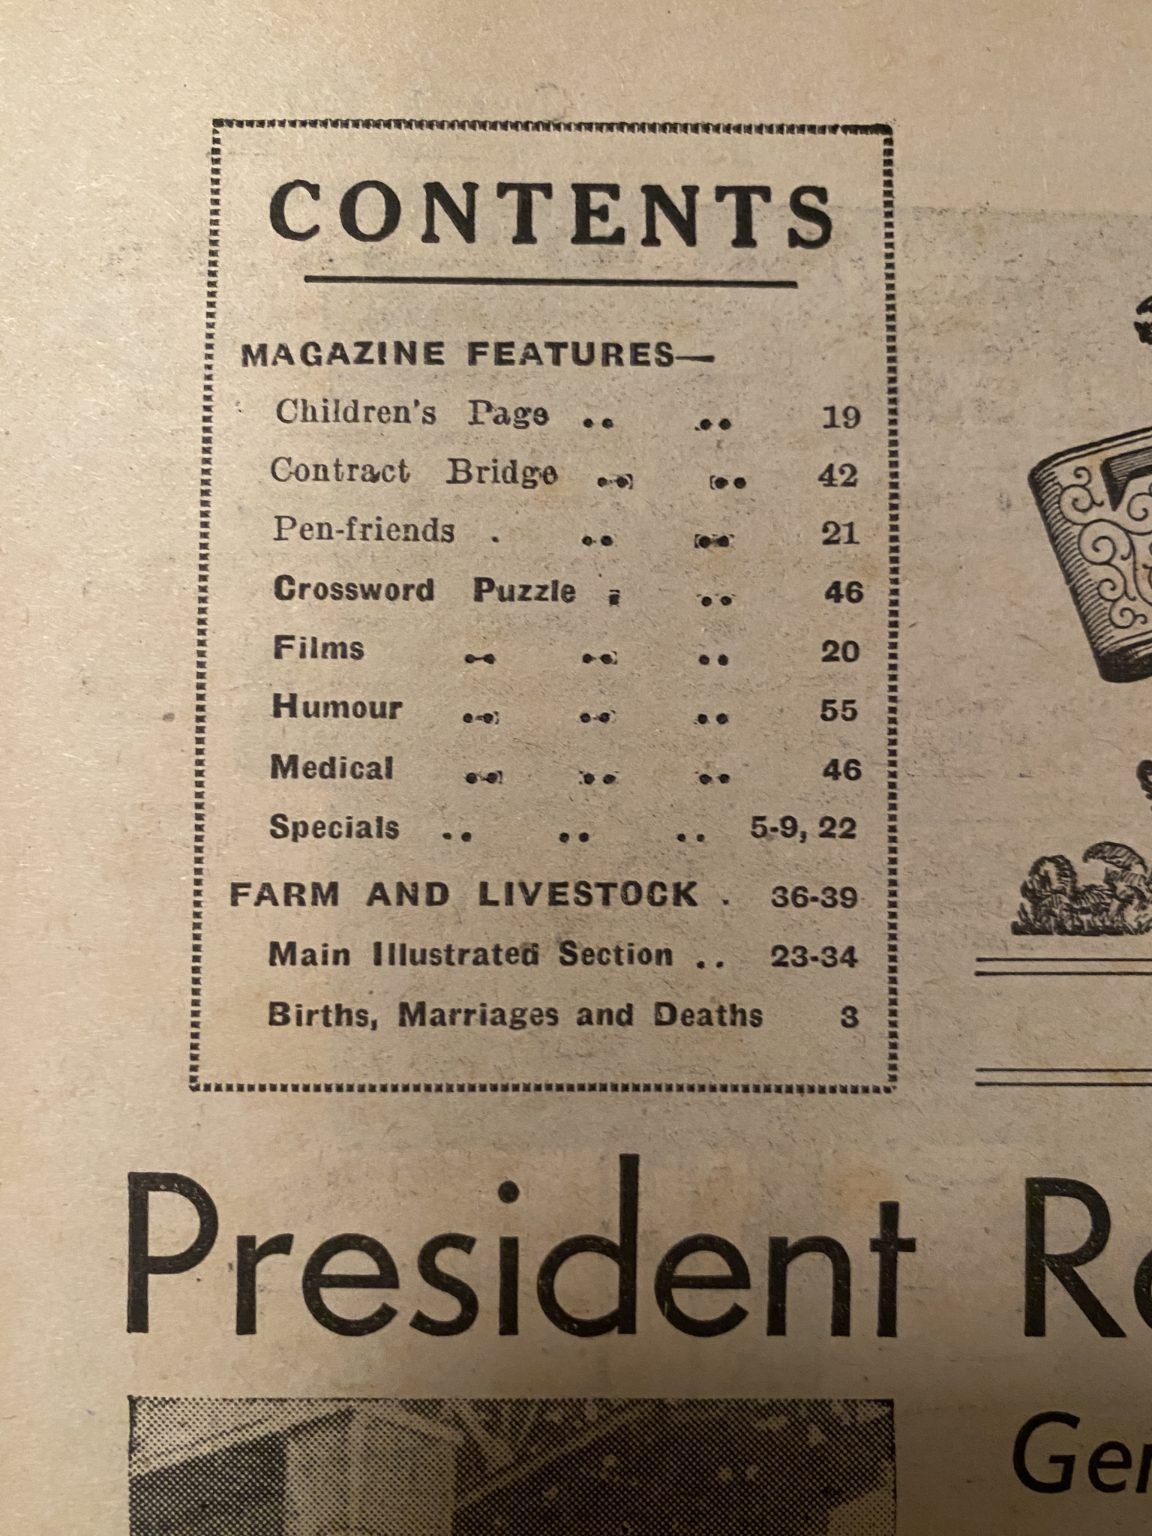 CONTENTS
MAGAZINE FEATURES—
Children's Page .. .. 19
Contract Bridge .. .. 42
Pen-friends . .. .. 21
Crossword Puzzle . .. 46
Films .. .. .. 20
Humour .. .. .. 55
Medical .. .. .. 46
Specials .. .. .. 5-9, 22
FARM AND LIVESTOCK . 36-39
Main Illustrated Section .. 23-34
Births, Marriages and Deaths 3
President